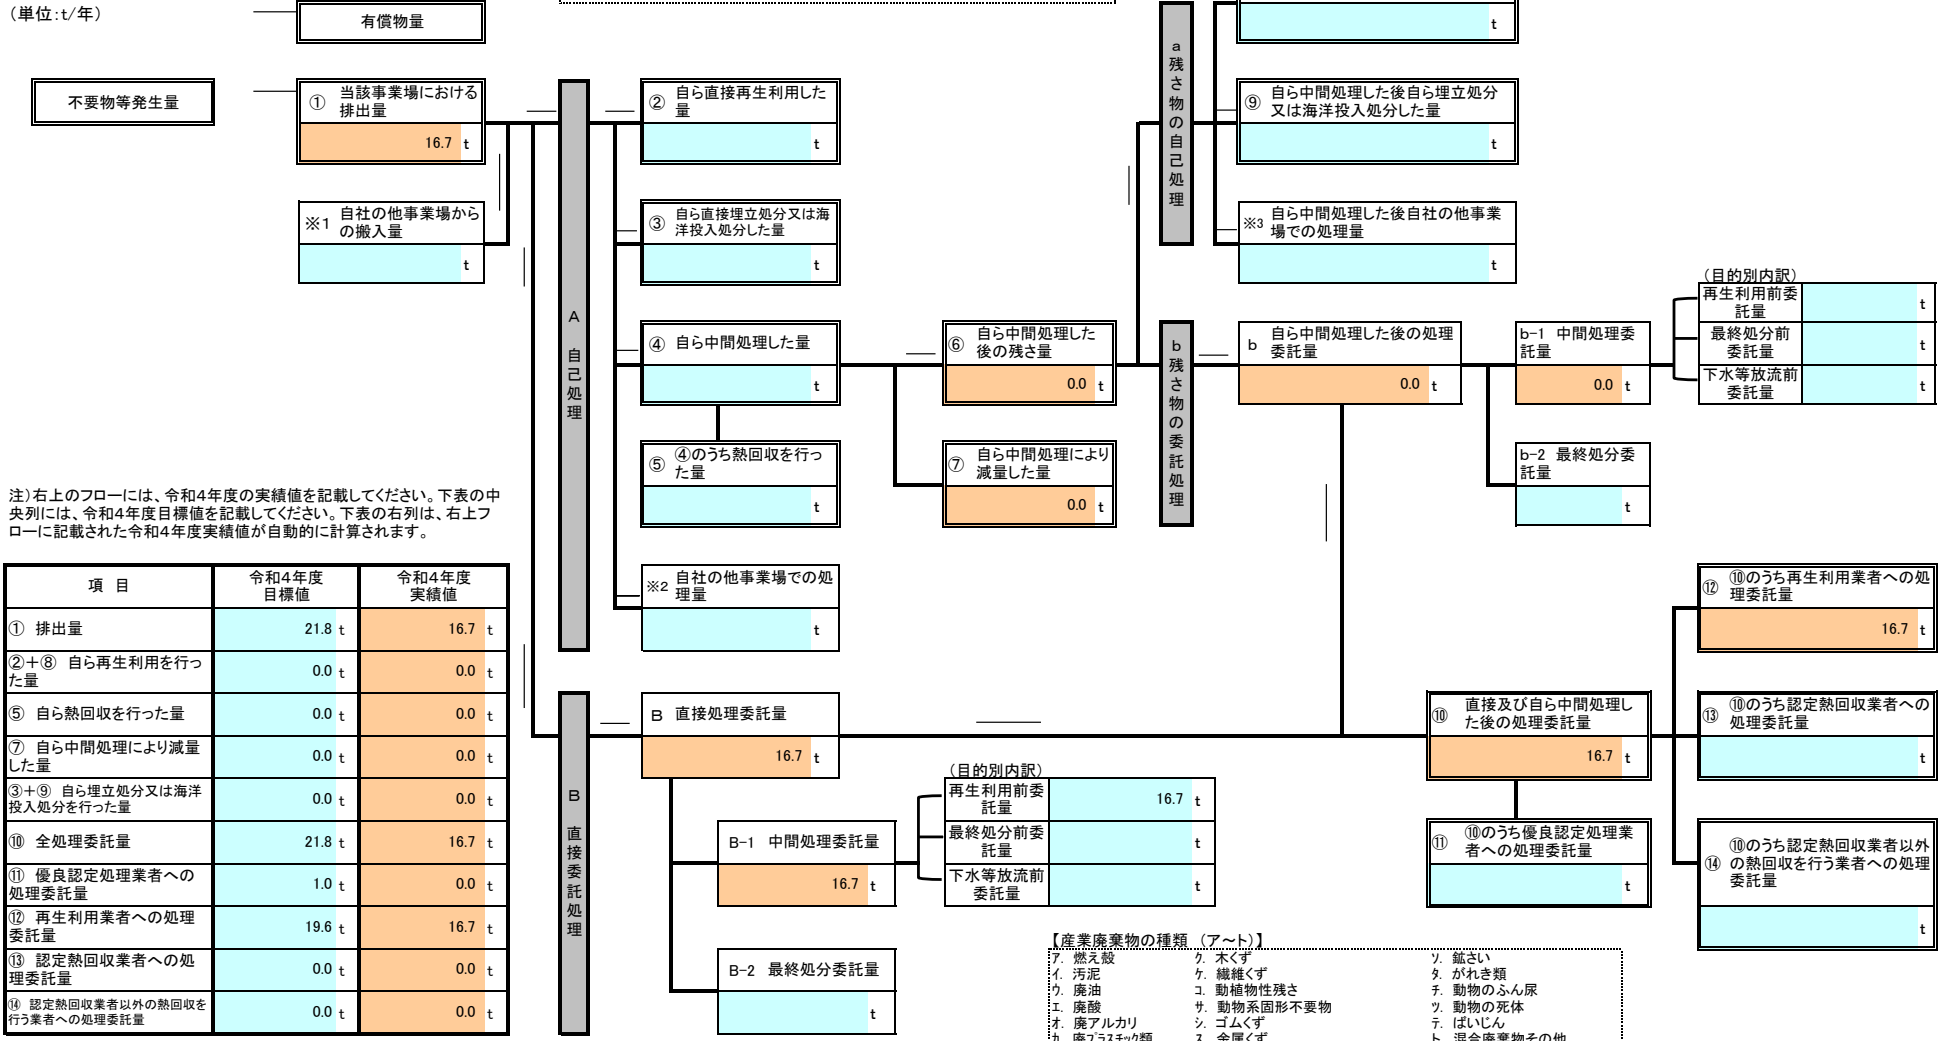 （単位：t/年）
有償物量
t
不要物等発生量
① 当該事業場における
排出量
16.7 t
※1 自社の他事業場から
の搬入量
t
A 自己処理
② 自ら直接再生利用した
量
t
③ 自ら直接埋立処分又は海
洋投入処分した量
t
④ 自ら中間処理した量
t
⑤ ④のうち熱回収を行っ
た量
t
※2 自社の他事業場での処
理量
t
⑥ 自ら中間処理した
後の残さ量
0.0 t
⑦ 自ら中間処理により
減量した量
0.0 t
a 残さ物の自己処理
⑨ 自ら中間処理した後自ら埋立処分
又は海洋投入処分した量
t
※3 自ら中間処理した後自社の他事業
場での処理量
t
b 残さ物の委託処理
b 自ら中間処理した後の処理
委託量
0.0 t
b-1 中間処理委
託量
0.0 t
b-2 最終処分委
託量
t
（目的別内訳）
再生利用前委
託量
t
最終処分前
委託量
t
下水等放流前
委託量
t
注）右上のフローには、令和４年度の実績値を記載してください。下表の中
央列には、令和４年度目標値を記載してください。下表の右列は、右上フ
ローに記載された令和４年度実績値が自動的に計算されます。
項 目 令和４年度 目標値 令和４年度 実績値
① 排出量 21.8 t 16.7 t
②＋⑧ 自ら再生利用を行っ
た量 0.0 t 0.0 t
⑤ 自ら熱回収を行った量 0.0 t 0.0 t
⑦ 自ら中間処理により減量
した量 0.0 t 0.0 t
③＋⑨ 自ら埋立処分又は海洋
投入処分を行った量 0.0 t 0.0 t
⑩ 全処理委託量 21.8 t 16.7 t
⑪ 優良認定処理業者への
処理委託量 1.0 t 0.0 t
⑫ 再生利用業者への処理
委託量 19.6 t 16.7 t
⑬ 認定熱回収業者への処
理委託量 0.0 t 0.0 t
⑭ 認定熱回収業者以外の熱回収を
行う業者への処理委託量 0.0 t 0.0 t
B 直接委託処理
B 直接処理委託量
16.7 t
B-1 中間処理委託量
16.7 t
B-2 最終処分委託量
t
（目的別内訳）
再生利用前委
託量
16.7 t
最終処分前委
託量
t
下水等放流前
委託量
t
⑩ 直接及び自ら中間処理し
た後の処理委託量
16.7 t
⑪ ⑩のうち優良認定処理業
者への処理委託量
t
⑫ ⑩のうち再生利用業者への処
理委託量
16.7 t
⑬ ⑩のうち認定熱回収業者への
処理委託量
t
⑭ ⑩のうち認定熱回収業者以外
の熱回収を行う業者への処理
委託量
t
【産業廃棄物の種類 （ア～ト）】
ア. 燃え殻 ク. 木くず ソ. 鉱さい
イ. 汚泥 ケ. 繊維くず タ. がれき類
ウ. 廃油 コ. 動植物性残さ チ. 動物のふん尿
エ. 廃酸 サ. 動物系固形不要物 ツ. 動物の死体
オ. 廃アルカリ シ. ゴムくず テ. ばいじん
カ. 廃プラスチック類 ス. 金属くず ト. 混合廃棄物その他